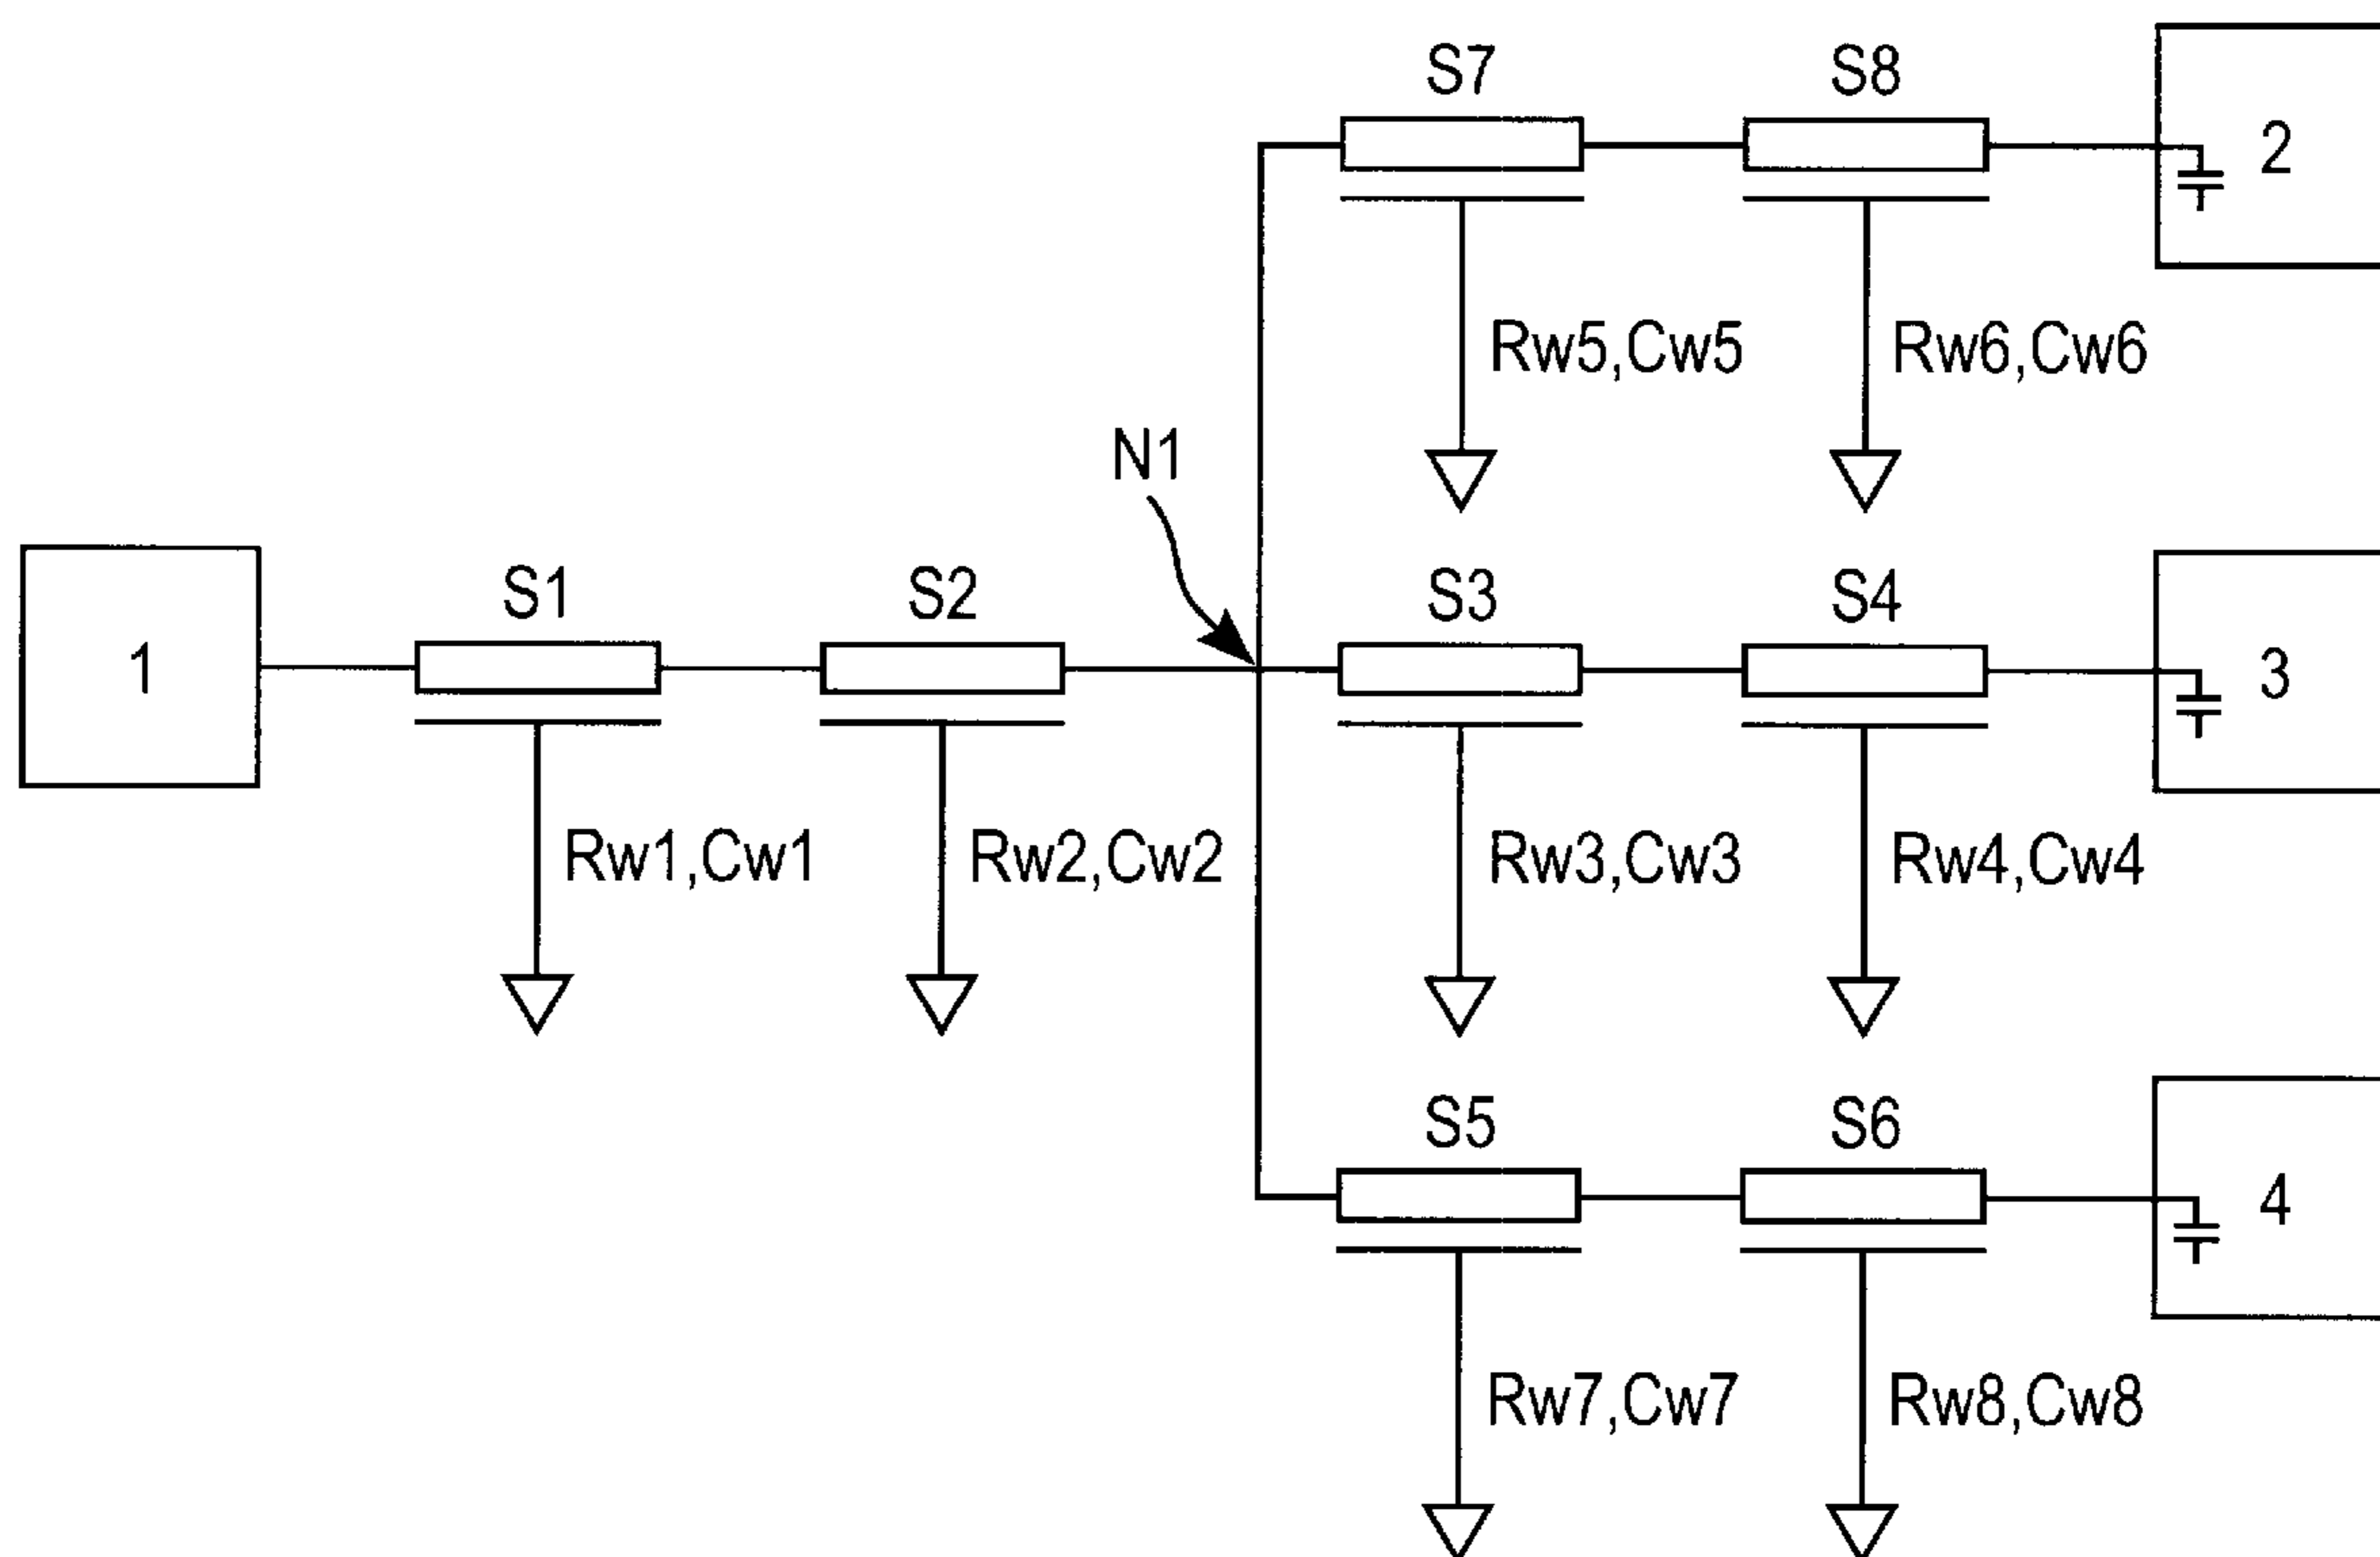 S7
S8
2
Rw5,Cw5
Rw6,Cw6
N1
S1
S2
S3
S4
1
3
Rw1,Cw1
Rw2,Cw2
Rw3,Cw3
Rw4,Cw4
S5
S6
4
Rw7,Cw7
Rw8,Cw8